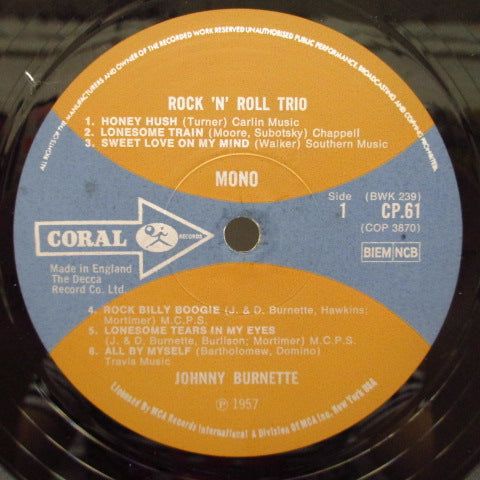 ALL RIGHTS OF THE MANUFACTURERS AND OWNER OF THE RECORDED WORK RESERVED UNAUTHORISED PUBLIC PERFORMANCE, BROADCASTING AND COPYING PROHIBITED
ROCK 'N' ROLL TRIO
1. HONEY HUSH (Turner) Carlin Music
2. LONESOME TRAIN (Moore, Subotsky) Chappell
3. SWEET LOVE ON MY MIND (Walker) Southern Music
MONO
Side
1
(BWK 239)
CP.61
(COP 3870)
BIEM NCB
CORAL
RECORDS
Made in England
The Decca
Record Co. Ltd.
4. ROCK BILLY BOOGIE (J. & D. Burnette, Hawkins;
Mortimer) M.C.P.S.
5. LONESOME TEARS IN MY EYES
(J. & D. Burnette, Burlison; Mortimer) M.C.P.S.
6. ALL BY MYSELF (Bartholomew, Domino)
Travis Music
JOHNNY BURNETTE
℗ 1957
Licensed by MCA Records International a Division Of MCA Inc. New York USA